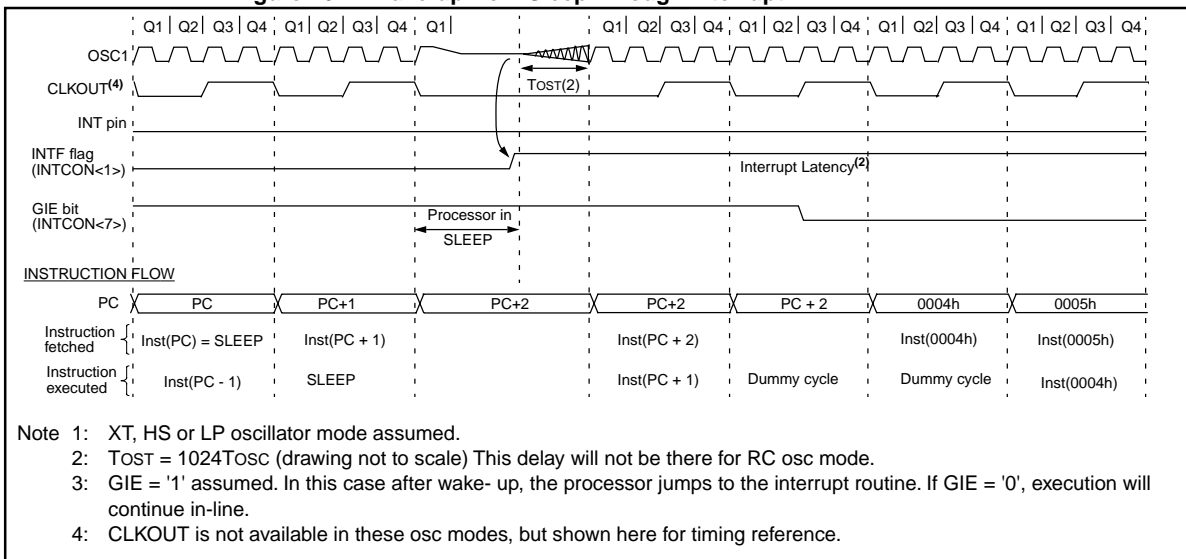 Q1 Q2 Q3 Q4 Q1 Q2 Q3 Q4 Q1 Q1 Q2 Q3 Q4 Q1 Q2 Q3 Q4 Q1 Q2 Q3 Q4 Q1 Q2 Q3 Q4
OSC1
CLKOUT(4)
TOST(2)
INT pin
INTF flag
(INTCON<1>)
Interrupt Latency(2)
GIE bit
(INTCON<7>)
Processor in
SLEEP
INSTRUCTION FLOW
PC PC PC+1 PC+2 PC+2 PC + 2 0004h 0005h
Instruction
fetched
Inst(PC) = SLEEP Inst(PC + 1) Inst(PC + 2) Inst(0004h) Inst(0005h)
Instruction
executed
Inst(PC - 1) SLEEP Inst(PC + 1) Dummy cycle Dummy cycle Inst(0004h)
Note 1: XT, HS or LP oscillator mode assumed.
2: TOST = 1024TOSC (drawing not to scale) This delay will not be there for RC osc mode.
3: GIE = '1' assumed. In this case after wake- up, the processor jumps to the interrupt routine. If GIE = '0', execution will
continue in-line.
4: CLKOUT is not available in these osc modes, but shown here for timing reference.